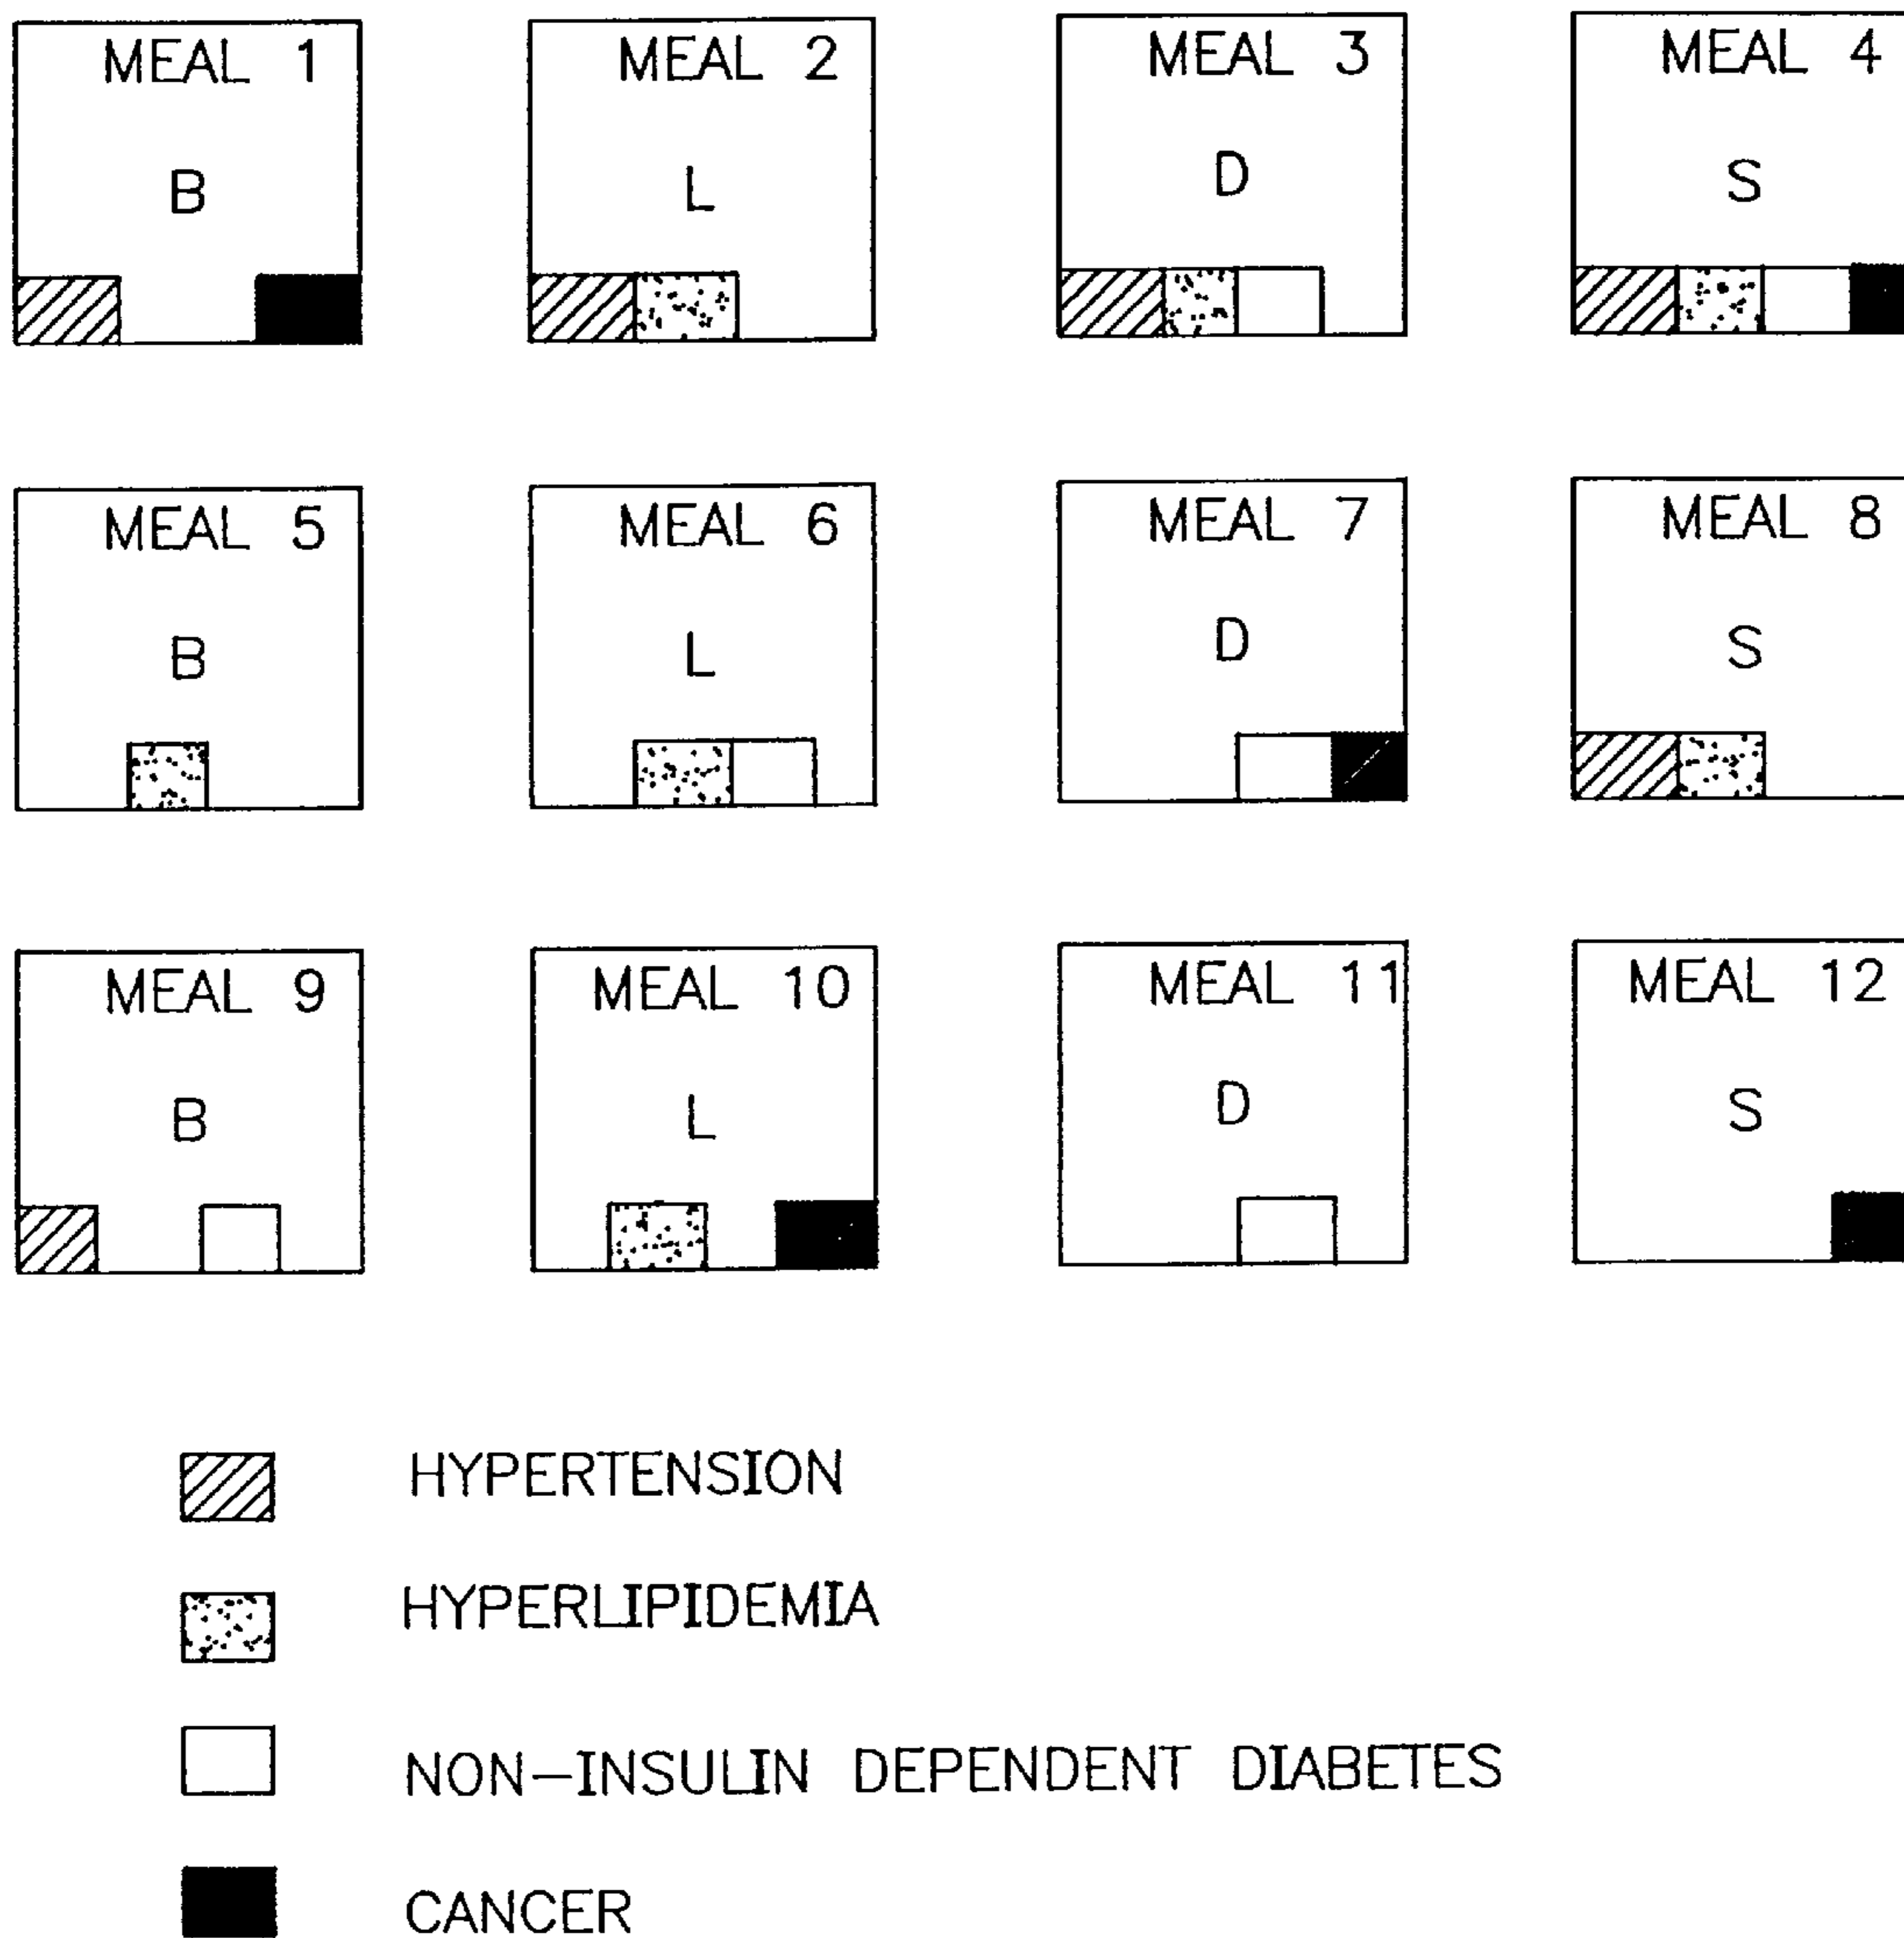 MEAL 1
B
MEAL 2
L
MEAL 3
D
MEAL 4
S
MEAL 5
B
MEAL 6
L
MEAL 7
D
MEAL 8
S
MEAL 9
B
MEAL 10
L
MEAL 11
D
MEAL 12
S
HYPERTENSION
HYPERLIPIDEMIA
NON-INSULIN DEPENDENT DIABETES
CANCER